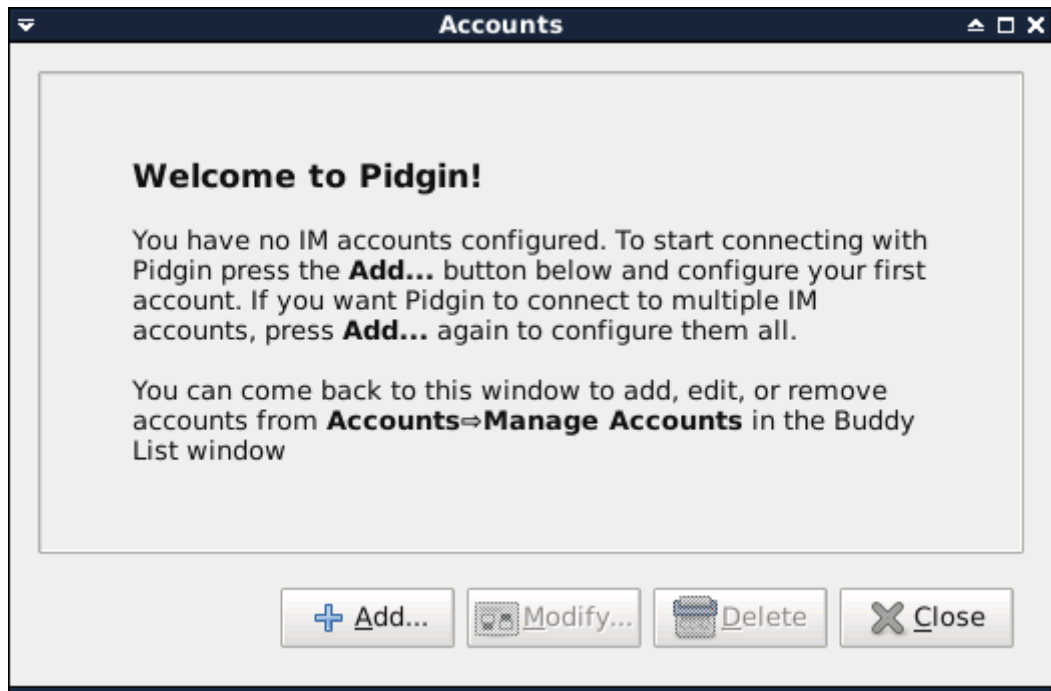 Accounts
Welcome to Pidgin!
You have no IM accounts configured. To start connecting with
Pidgin press the Add... button below and configure your first
account. If you want Pidgin to connect to multiple IM
accounts, press Add... again to configure them all.
You can come back to this window to add, edit, or remove
accounts from Accounts⇨Manage Accounts in the Buddy
List window
Add... Modify... Delete Close